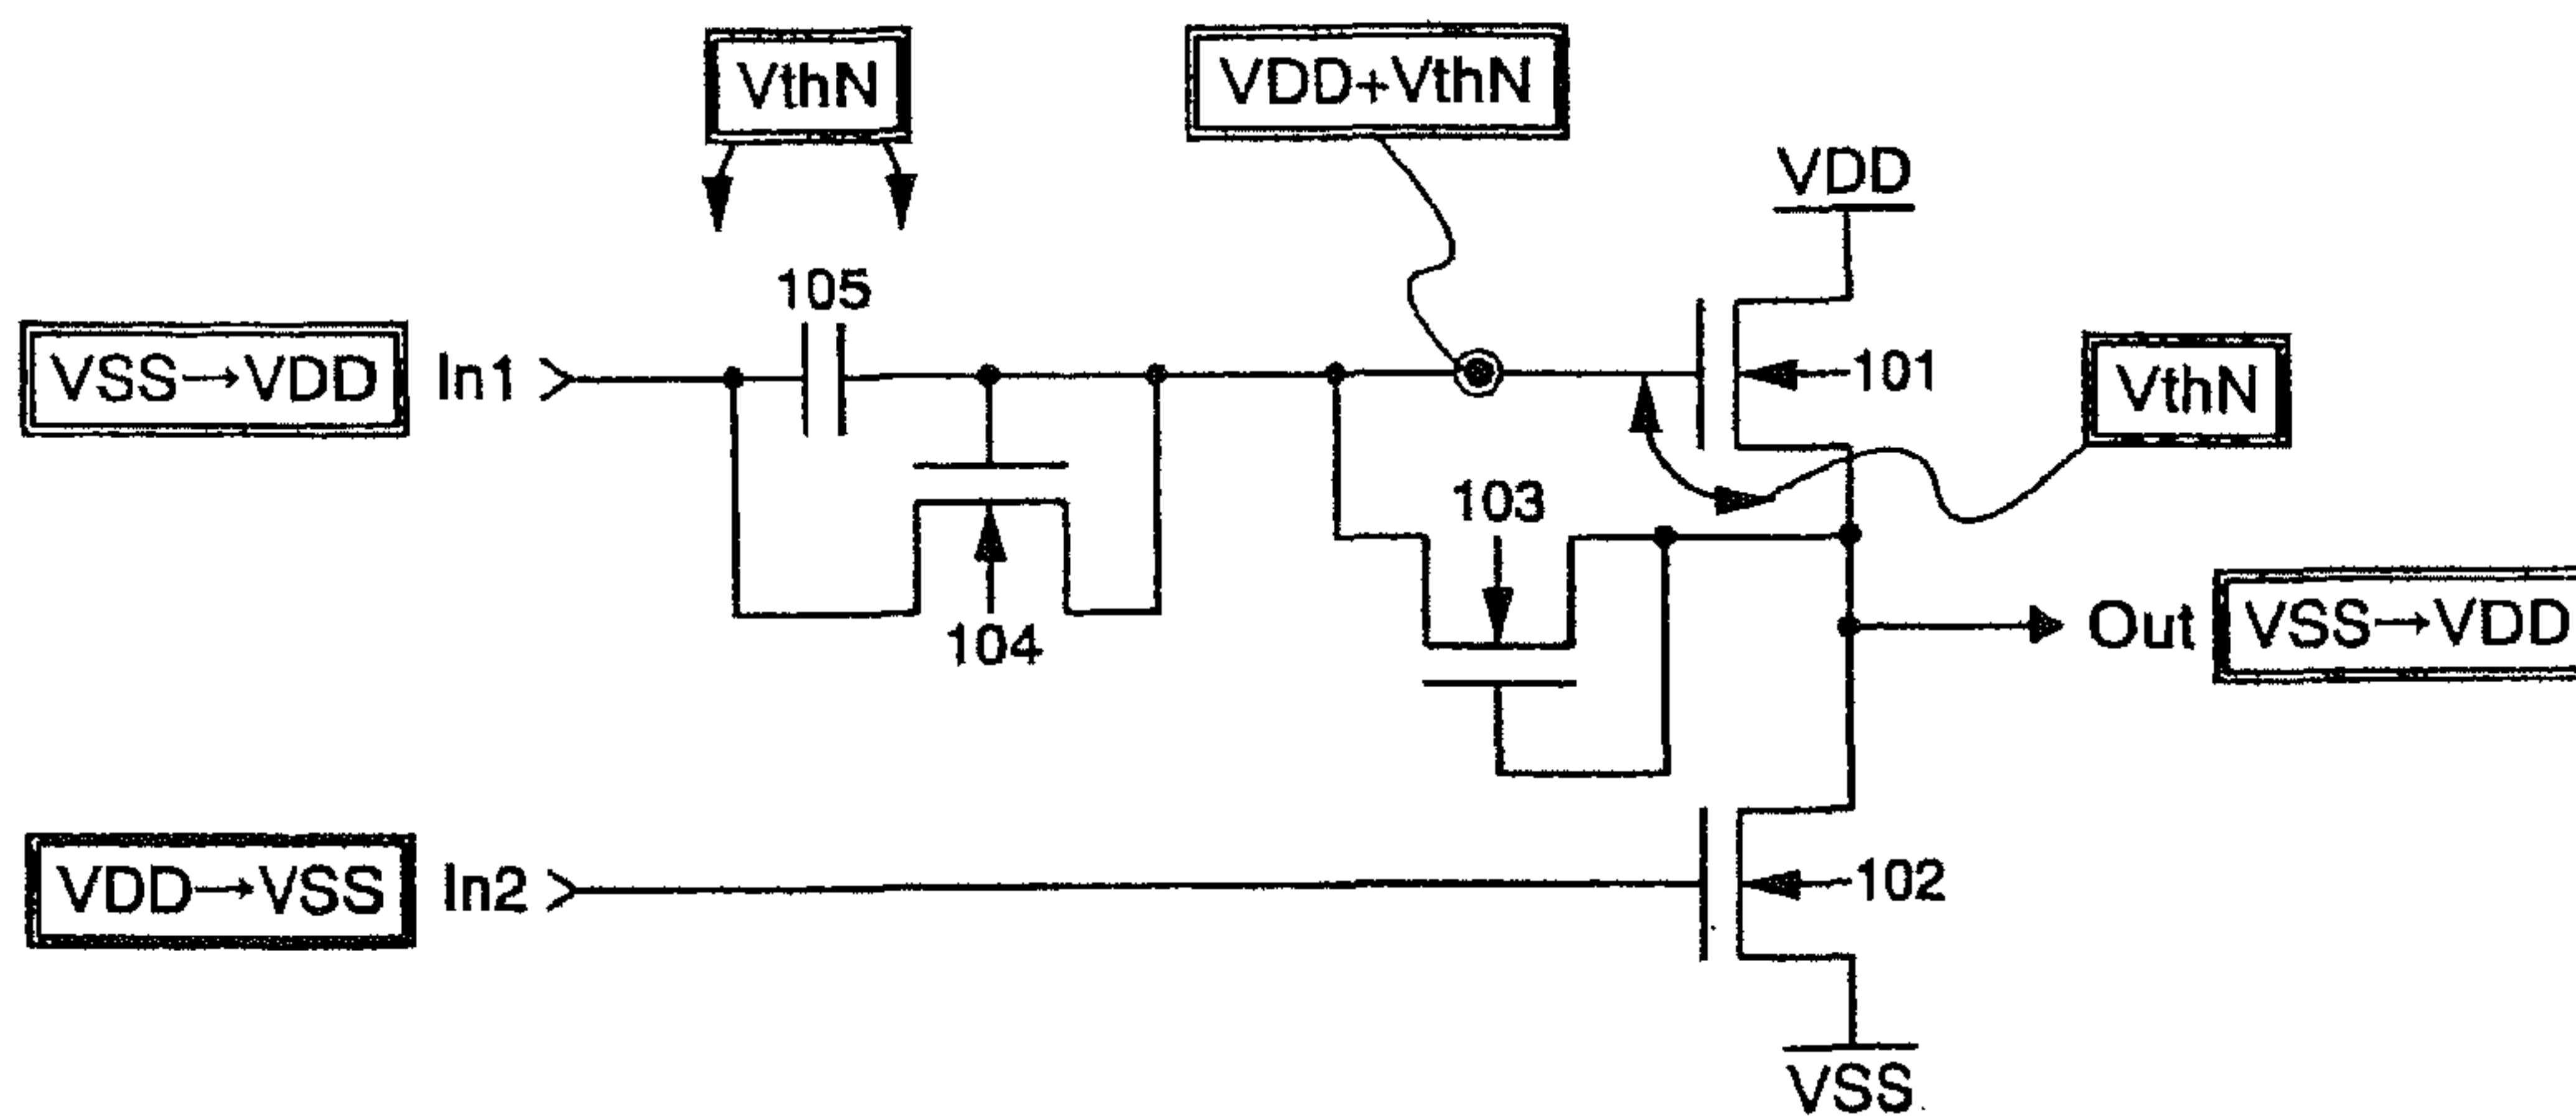 VthN
VDD+VthN
VDD
105
VSS→VDD
In1
101
VthN
103
104
Out
VSS→VDD
VDD→VSS
In2
102
VSS